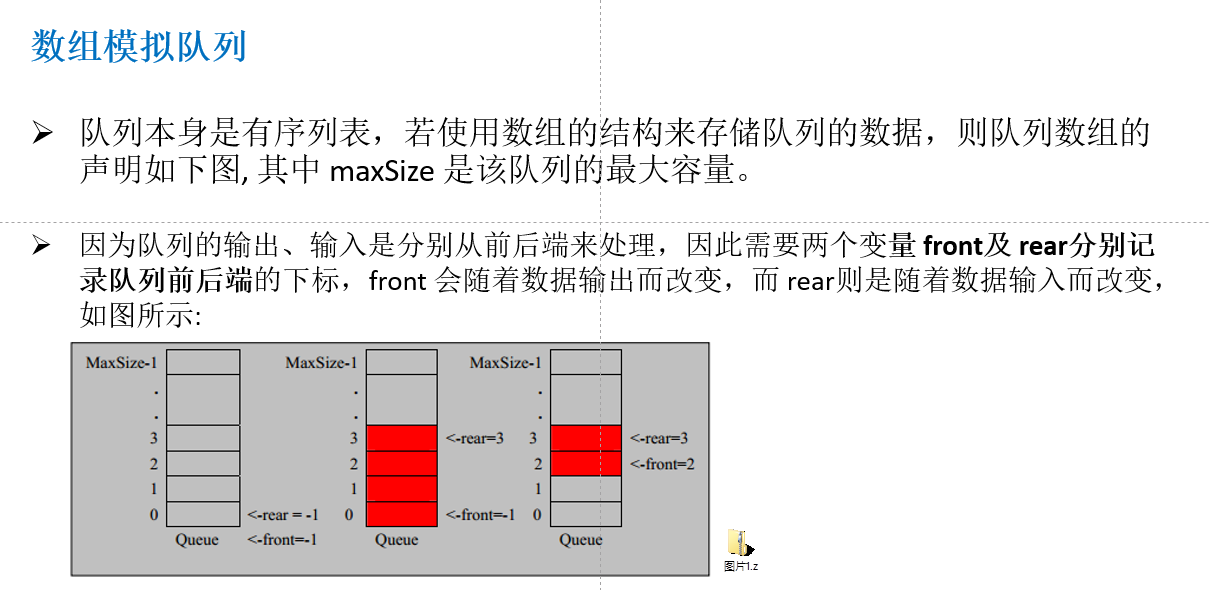 数组模拟队列
➢ 队列本身是有序列表，若使用数组的结构来存储队列的数据，则队列数组的
声明如下图, 其中 maxSize 是该队列的最大容量。
➢ 因为队列的输出、输入是分别从前后端来处理，因此需要两个变量 front及 rear分别记
录队列前后端的下标，front 会随着数据输出而改变，而 rear则是随着数据输入而改变，
如图所示:
MaxSize-1 MaxSize-1 MaxSize-1
. . .
. . .
3 3 <-rear=3 3 <-rear=3
2 2 2 <-front=2
1 1 1
0 <-rear = -1 0 <-front=-1 0
Queue <-front=-1 Queue Queue
图片1.z